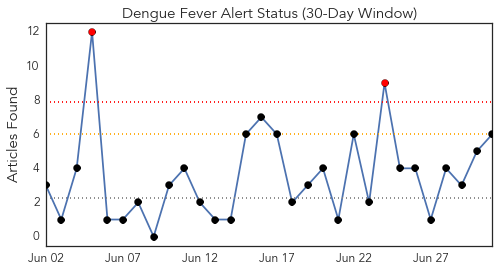 Dengue Fever Alert Status (30-Day Window)
Articles Found
12
10
8
6
4
2
0
Jun 02
Jun 07
Jun 12
Jun 17
Jun 22
Jun 27